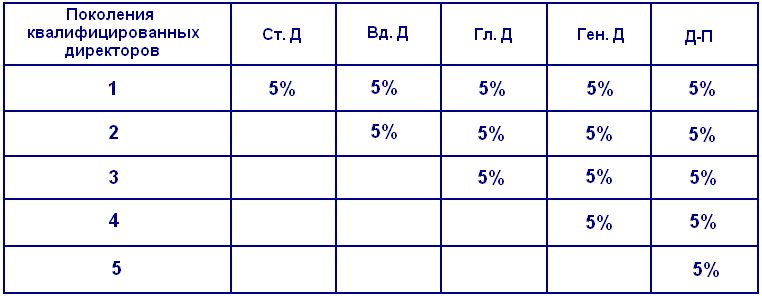 Поколения
квалифицированных
директоров
Ст. Д
Вд. Д
Гл. Д
Ген. Д
Д-П
1 5% 5% 5% 5% 5%
2 5% 5% 5% 5%
3 5% 5% 5%
4 5% 5%
5 5%